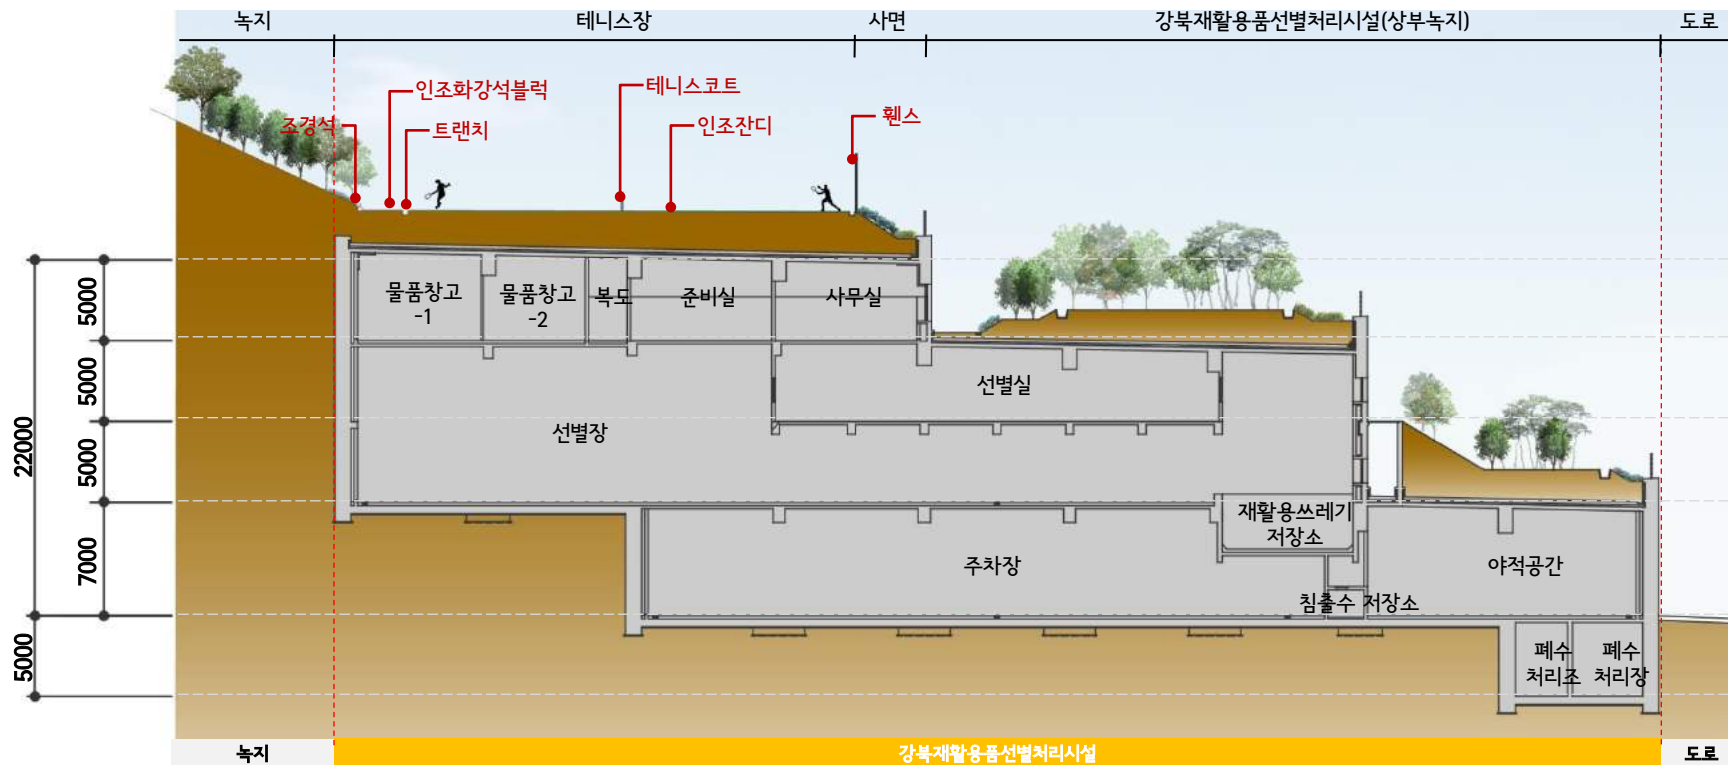 녹지
테니스장
사면
강북재활용품선별처리시설(상부녹지)
도로
인조화강석블럭
테니스코트
조경석
트랜치
인조잔디
휀스
물품창고
-1
물품창고
-2
복도
준비실
사무실
선별실
선별장
재활용쓰레기
저장소
주차장
야적공간
침출수 저장소
폐수
처리조
폐수
처리장
5000
5000
5000
7000
22000
5000
녹지
강북재활용품선별처리시설
도로